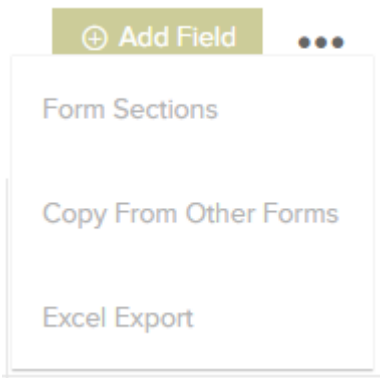 Add Field
Form Sections
Copy From Other Forms
Excel Export